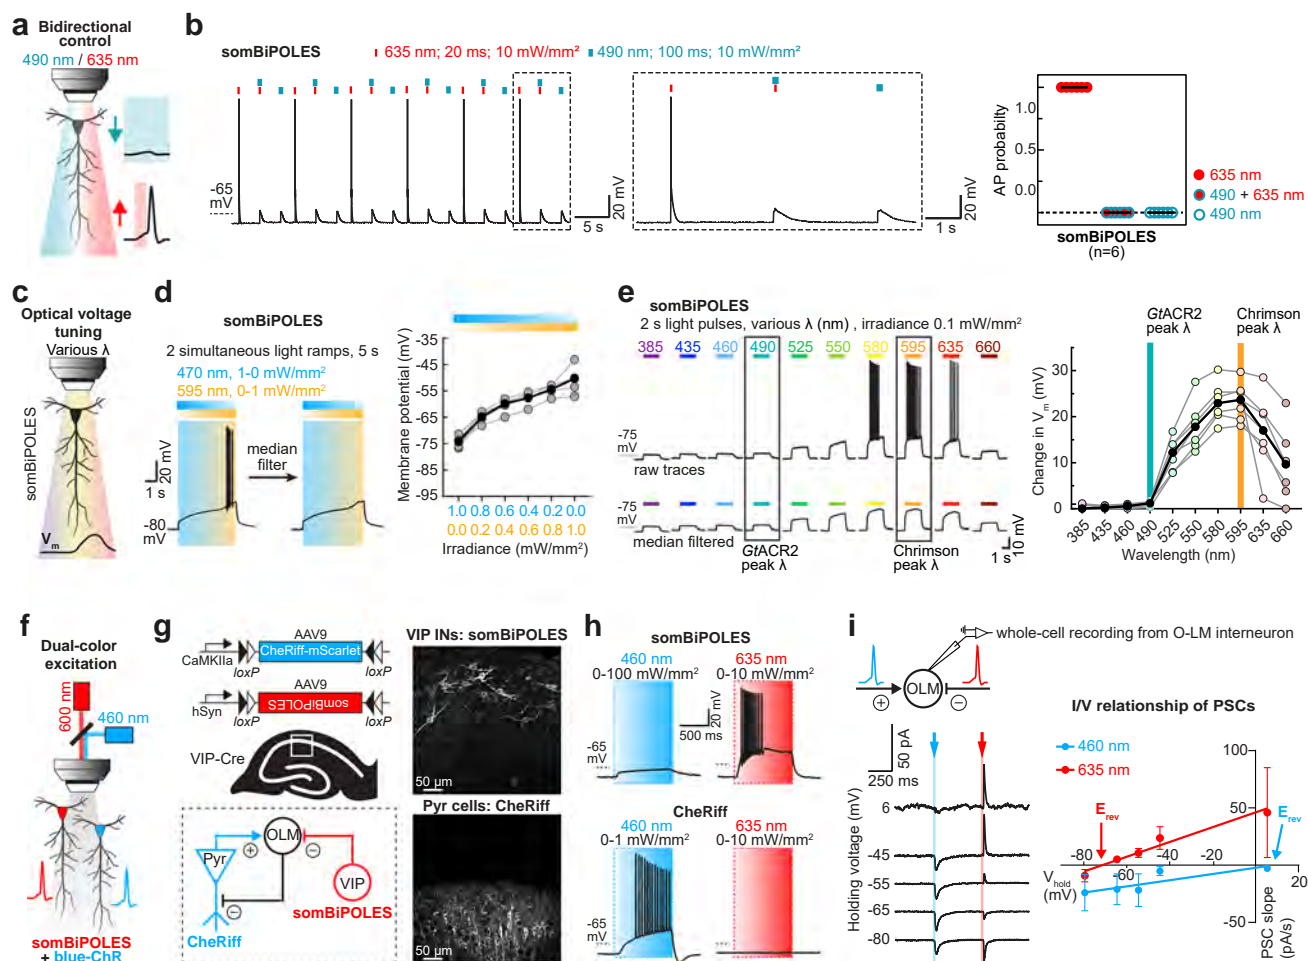 a
Bidirectional
control
490 nm / 635 nm
b
somBiPOLES
635 nm; 20 ms; 10 mW/mm²
490 nm; 100 ms; 10 mW/mm²
-65
mV
20 mV
5 s
20 mV
1 s
AP probability
1.0
0.5
0.0
somBiPOLES
(n=6)
635 nm
490 + 635 nm
490 nm
c
Optical voltage
tuning
Various λ
somBiPOLES
Vm
d
somBiPOLES
2 simultaneous light ramps, 5 s
470 nm, 1-0 mW/mm²
595 nm, 0-1 mW/mm²
20 mV
1 s
median
filter
-80
mV
Membrane potential (mV)
-35
-45
-55
-65
-75
-85
-95
1.0 0.8 0.6 0.4 0.2 0.0
0.0 0.2 0.4 0.6 0.8 1.0
Irradiance (mW/mm²)
e
somBiPOLES
2 s light pulses, various λ (nm) , irradiance 0.1 mW/mm²
385 435 460 490 525 550 580 595 635 660
-75
mV
raw traces
-75
mV
median filtered
GtACR2
peak λ
Chrimson
peak λ
1 s
10 mV
GtACR2
peak λ
Chrimson
peak λ
Change in Vm (mV)
30
20
10
0
385 435 460 490 525 550 580 595 635 660
Wavelength (nm)
f
Dual-color
excitation
600 nm
460 nm
somBiPOLES
+ blue-ChR
g
AAV9
CaMKIIa
CheRiff-mScarlet
loxP
loxP
AAV9
hSyn
somBiPOLES
loxP
loxP
VIP-Cre
Pyr
OLM
VIP
+
−
−
somBiPOLES
CheRiff
VIP INs: somBiPOLES
50 µm
Pyr cells: CheRiff
50 µm
h
somBiPOLES
460 nm
0-100 mW/mm²
635 nm
0-10 mW/mm²
20 mV
500 ms
-65
mV
CheRiff
460 nm
0-1 mW/mm²
635 nm
0-10 mW/mm²
-65
mV
i
whole-cell recording from O-LM interneuron
OLM
+
−
50 pA
250 ms
Holding voltage (mV)
6
-45
-55
-65
-80
I/V relationship of PSCs
460 nm
635 nm
100
50
-50
Erev
Erev
-80
-60
-40
-20
20
Vhold
(mV)
PSC slope
(pA/s)